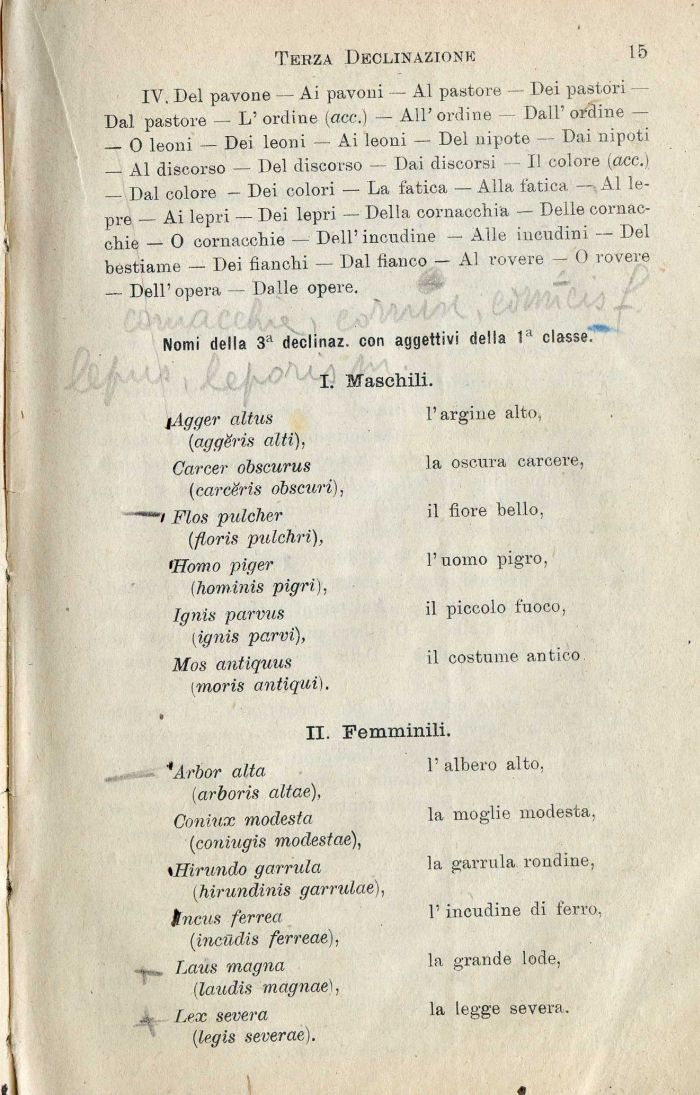 TERZA DECLINAZIONE 15
IV. Del pavone — Ai pavoni — Al pastore — Dei pastori —
Dal pastore — L' ordine (acc.) — All' ordine — Dall' ordine —
— O leoni — Dei leoni — Ai leoni — Del nipote — Dai nipoti
— Al discorso — Del discorso — Dai discorsi — Il colore (acc.)
— Dal colore — Dei colori — La fatica — Alla fatica — Al le-
pre — Ai lepri — Dei lepri — Della cornacchia — Delle cornac-
chie — O cornacchie — Dell' incudine — Alle incudini — Del
bestiame — Dei fianchi — Dal fianco — Al rovere — O rovere
— Dell' opera — Dalle opere.
cornacchie, cornix, cornicis f
Nomi della 3ª declinaz. con aggettivi della 1ª classe.
lepus, leporis m
I. Maschili.
Agger altus l' argine alto,
(aggĕris alti),
Carcer obscurus la oscura carcere,
(carcĕris obscuri),
Flos pulcher il fiore bello,
(floris pulchri),
Homo piger l' uomo pigro,
(hominis pigri),
Ignis parvus il piccolo fuoco,
(ignis parvi),
Mos antiquus il costume antico
(moris antiqui).
II. Femminili.
Arbor alta l' albero alto,
(arboris altae),
Coniux modesta la moglie modesta,
(coniugis modestae),
Hirundo garrula la garrula rondine,
(hirundinis garrulae),
Incus ferrea l' incudine di ferro,
(incūdis ferreae),
Laus magna la grande lode,
(laudis magnae),
Lex severa la legge severa.
(legis severae).